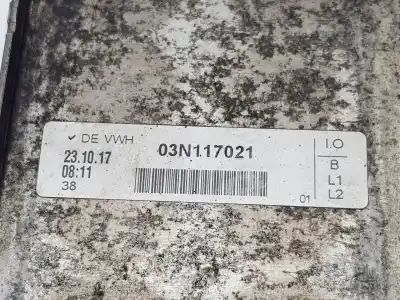 ✓ DE VWH
23.10.17
08:11
38
03N117021
01
I.O
B
L1
L2